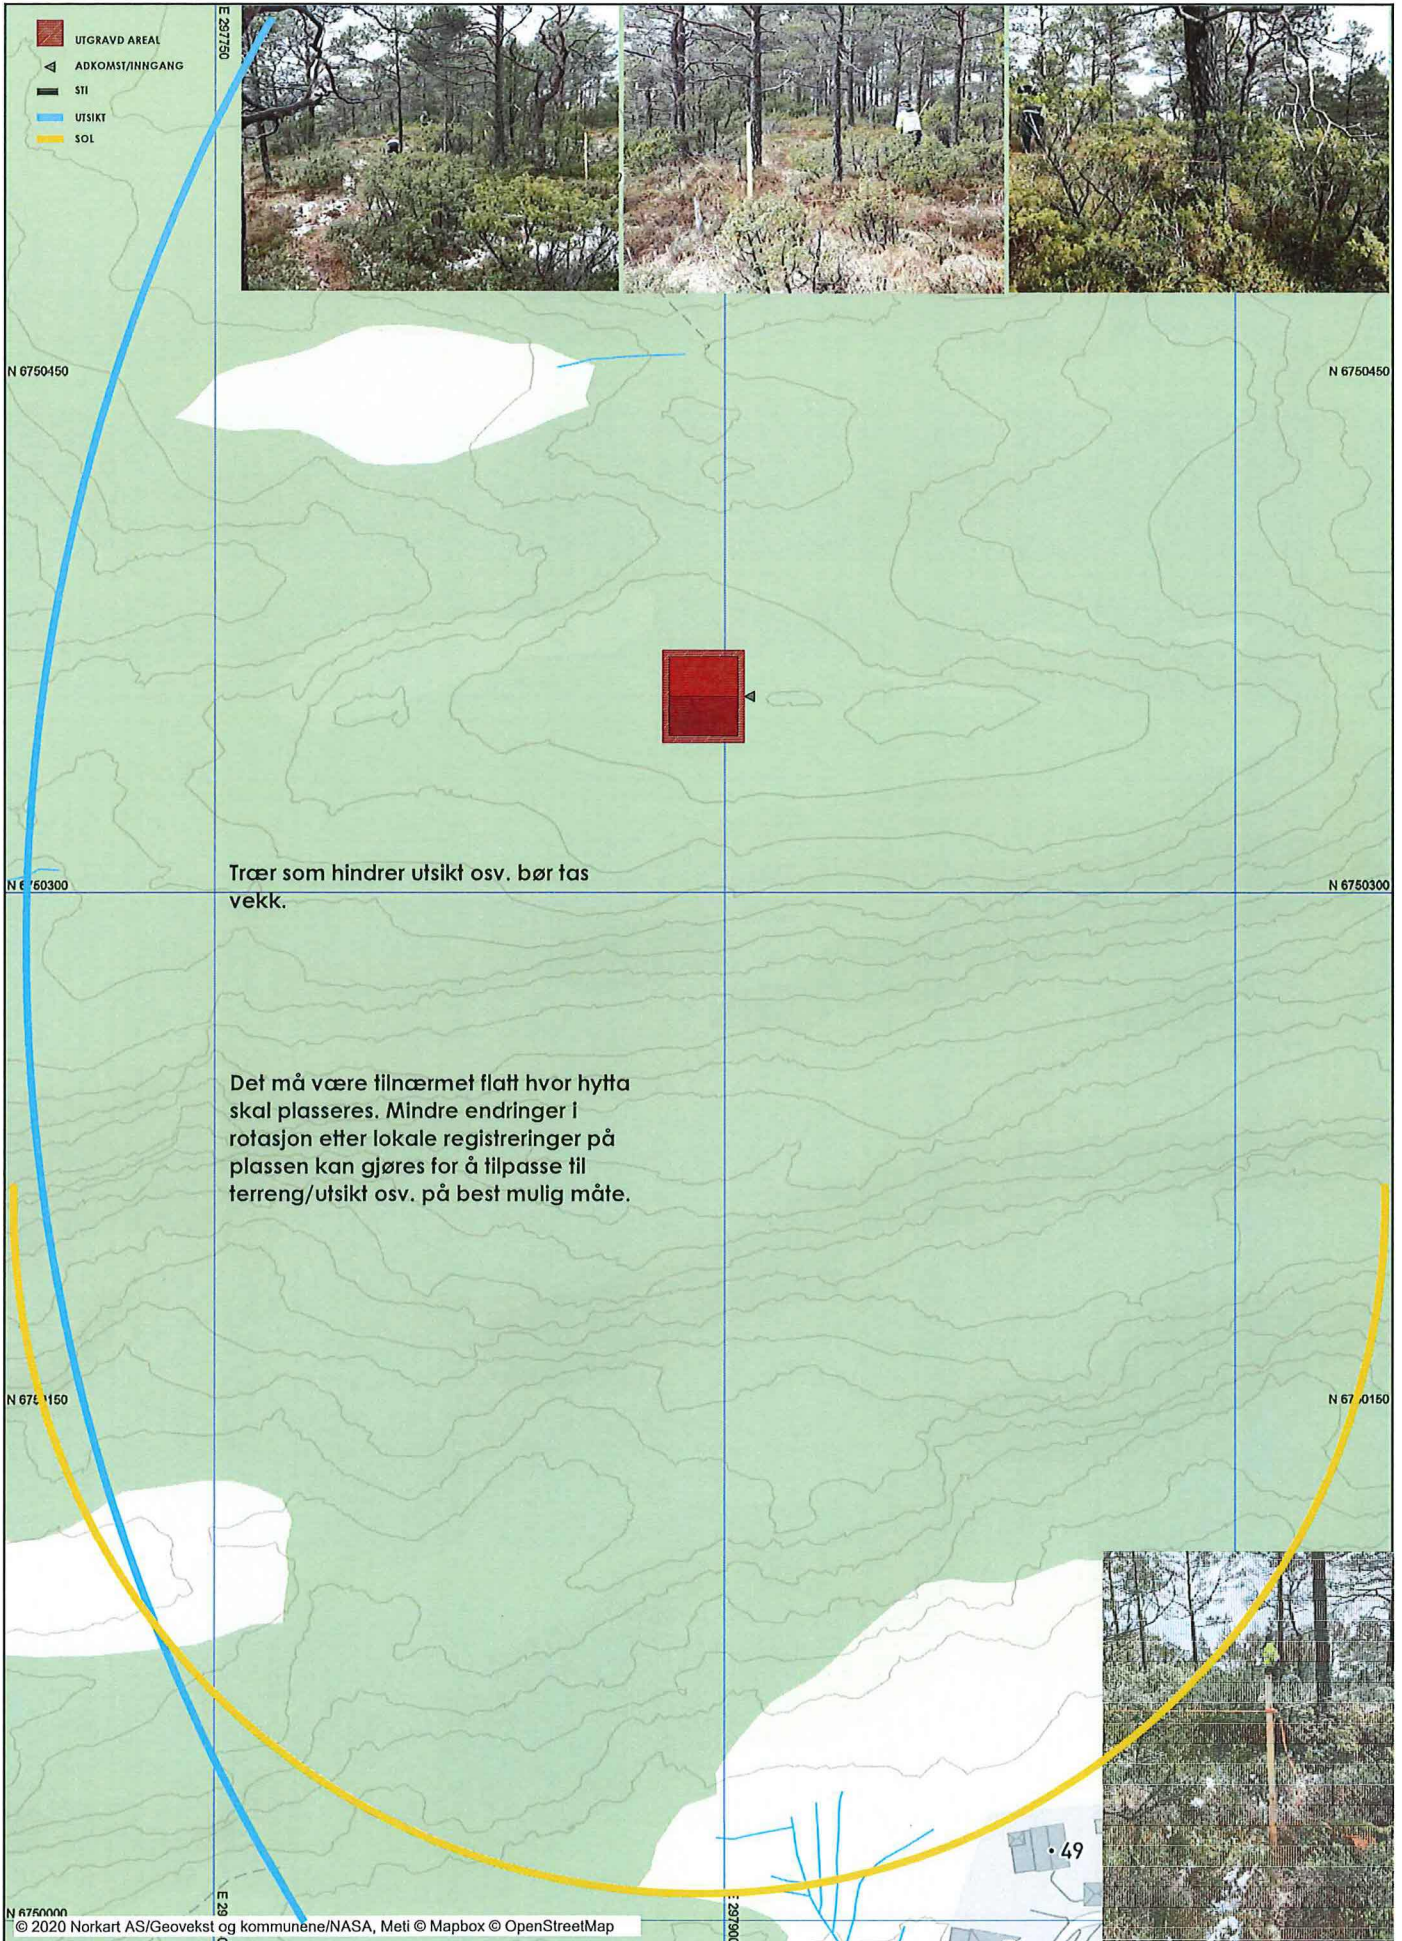 UTGRAVD AREAL
ADKOMST/INNGANG
STI
UTSIKT
SOL
E 297750
N 6750450
N 6750450
Trær som hindrer utsikt osv. bør tas
vekk.
N 6750300
N 6750300
Det må være tilnærmet flatt hvor hytta
skal plasseres. Mindre endringer i
rotasjon etter lokale registreringer på
plassen kan gjøres for å tilpasse til
terreng/utsikt osv. på best mulig måte.
N 6750150
N 6750150
49
N 6750000
© 2020 Norkart AS/Geovekst og kommunene/NASA, Meti © Mapbox © OpenStreetMap